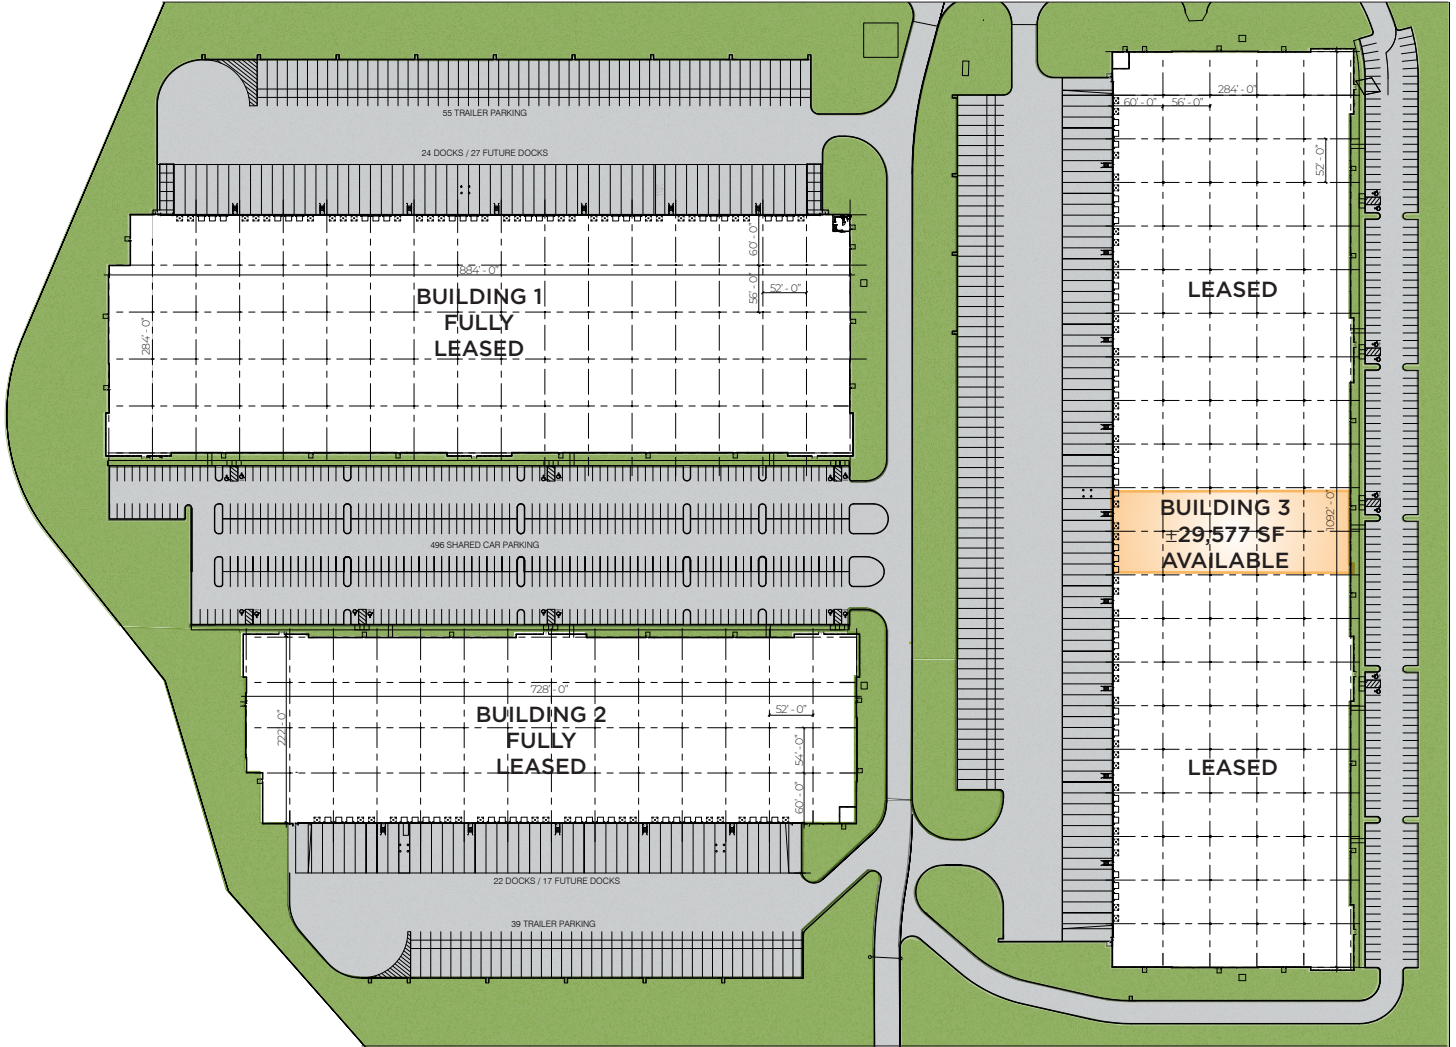 55 TRAILER PARKING
24 DOCKS / 27 FUTURE DOCKS
884' - 0"
60' - 0"
56' - 0"
52' - 0"
284' - 0"
BUILDING 1
FULLY
LEASED
496 SHARED CAR PARKING
728' - 0"
52' - 0"
222' - 0"
54' - 0"
60' - 0"
BUILDING 2
FULLY
LEASED
22 DOCKS / 17 FUTURE DOCKS
39 TRAILER PARKING
284' - 0"
60' - 0"
56' - 0"
52' - 0"
LEASED
1092' - 0"
BUILDING 3
±29,577 SF
AVAILABLE
LEASED